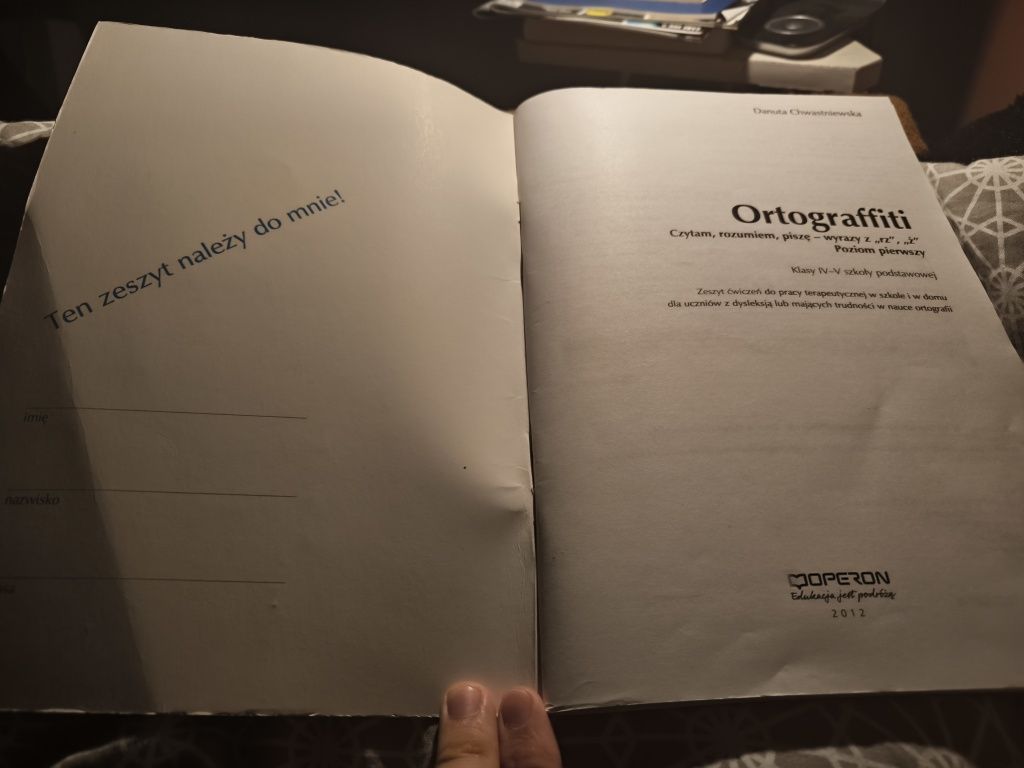 Ten zeszyt należy do mnie!
imię
nazwisko
Danuta Chwastniewska
Ortograffiti
Czytam, rozumiem, piszę – wyrazy z „rz”, „ż”
Poziom pierwszy
Klasy IV–V szkoły podstawowej
Zeszyt ćwiczeń do pracy terapeutycznej w szkole i w domu
dla uczniów z dysleksją lub mających trudności w nauce ortografii
OPERON
Edukacja jest podróżą
2012